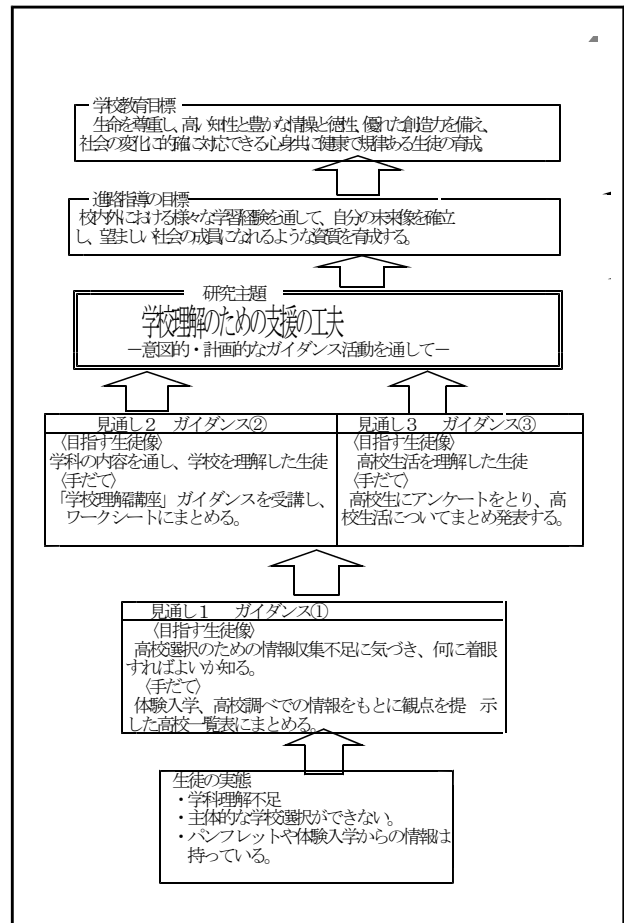 学校教育目標
生命を尊重し、高い知性と豊かな情操と徳性、優れた創造力を備え、
社会の変化に的確に対応できる心身共に健康で規律ある生徒の育成。
進路指導の目標
校内外における様々な学習経験を通して、自分の未来像を確立
し、望ましい社会の成員になれるような資質を育成する。
研究主題
学校理解のための支援の工夫
－意図的・計画的なガイダンス活動を通して－
見通し2 ガイダンス②
〈目指す生徒像〉
学科の内容を通し、学校を理解した生徒
〈手だて〉
「学校理解講座」ガイダンスを受講し、
ワークシートにまとめる。
見通し3 ガイダンス③
〈目指す生徒像〉
高校生活を理解した生徒
〈手だて〉
高校生にアンケートをとり、高
校生活についてまとめ発表する。
見通し1 ガイダンス①
〈目指す生徒像〉
高校選択のための情報収集不足に気づき、何に着眼
すればよいか知る。
〈手だて〉
体験入学、高校調べでの情報をもとに観点を提 示
した高校一覧表にまとめる。
生徒の実態
・学科理解不足
・主体的な学校選択ができない。
・パンフレットや体験入学からの情報は
持っている。